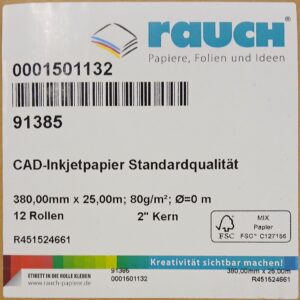 rauch®
Papiere, Folien und Ideen
0001501132
91385
CAD-Inkjetpapier Standardqualität
380,00mm x 25,00m; 80g/m²; Ø=0 m
12 Rollen 2" Kern
FSC
MIX
Papier
FSC® C127166
R451524661
Kreativität sichtbar machen!
ETIKETT IN DIE ROLLE KLEBEN
www.rauch-papiere.de
91385
0001501132
380,00mm x 25,00m
R451524661